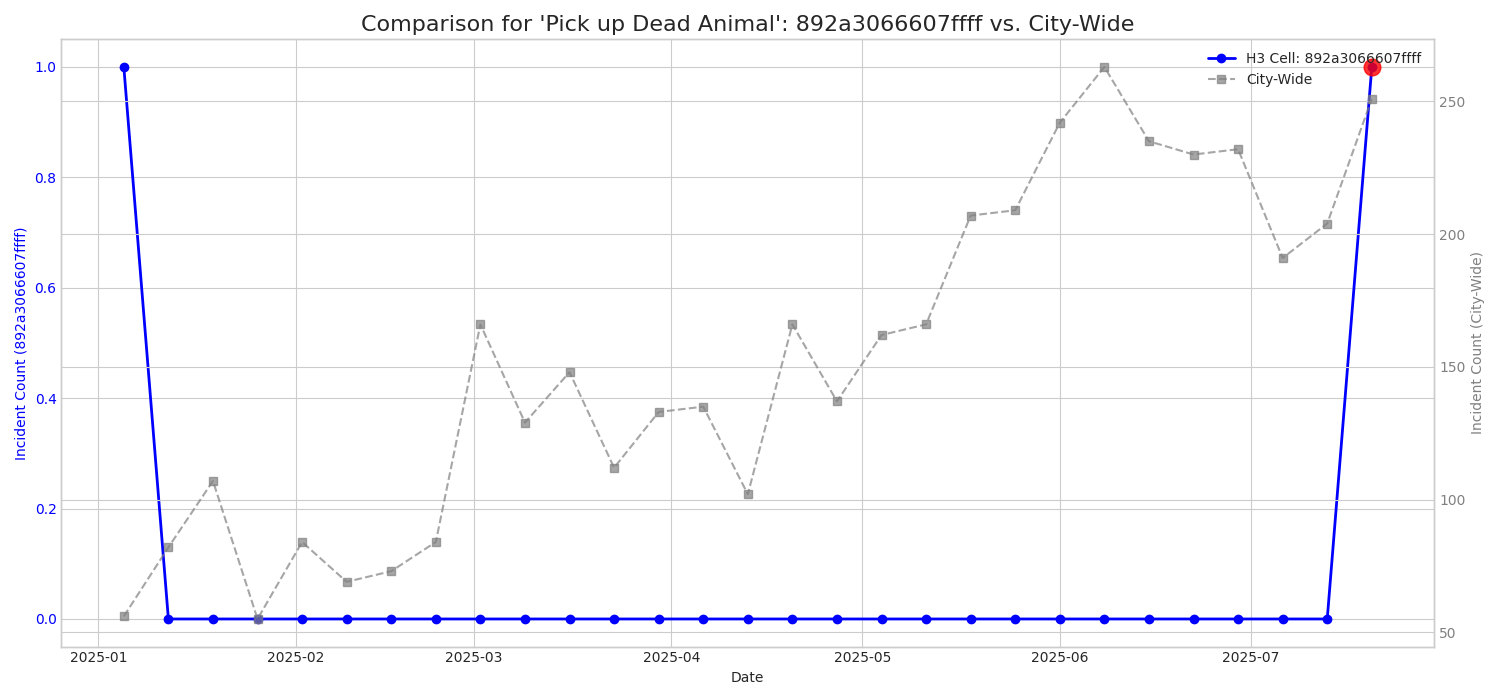 Comparison for 'Pick up Dead Animal': 892a3066607ffff vs. City-Wide
H3 Cell: 892a3066607ffff
City-Wide
Incident Count (892a3066607ffff)
1.0
0.8
0.6
0.4
0.2
0.0
250
200
150
100
50
Incident Count (City-Wide)
2025-01 2025-02 2025-03 2025-04 2025-05 2025-06 2025-07
Date